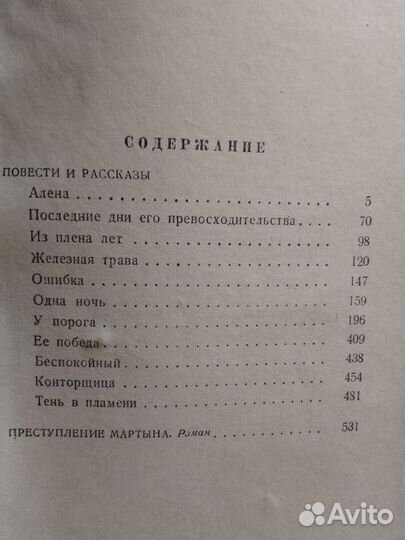 СОДЕРЖАНИЕ
ПОВЕСТИ И РАССКАЗЫ
Алена . . . . . . . . . . . . . . . . . . . . 5
Последние дни его превосходительства . . . . 70
Из плена лет . . . . . . . . . . . . . . . . . 98
Железная трава . . . . . . . . . . . . . . . . 120
Ошибка . . . . . . . . . . . . . . . . . . . . 147
Одна ночь . . . . . . . . . . . . . . . . . . 159
У порога . . . . . . . . . . . . . . . . . . . 196
Ее победа . . . . . . . . . . . . . . . . . . 409
Беспокойный . . . . . . . . . . . . . . . . . 438
Конторщица . . . . . . . . . . . . . . . . . . 454
Тень в пламени . . . . . . . . . . . . . . . . 481
ПРЕСТУПЛЕНИЕ МАРТЫНА. Роман . . . . . . . . . 531
Avito